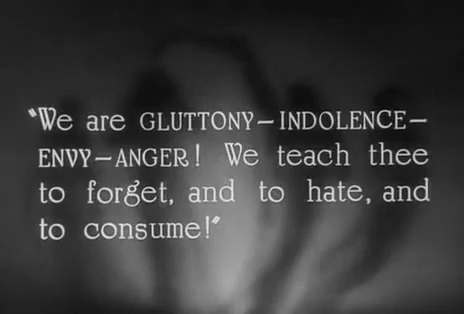 "We are GLUTTONY—INDOLENCE—
ENVY—ANGER! We teach thee
to forget, and to hate, and
to consume!"